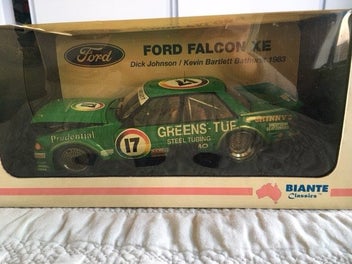 Ford
FORD FALCON XE
Dick Johnson / Kevin Bartlett Bathurst 1983
17
Prudential
17
GREENS-TUF
STEEL TUBING
BIANTE
Classics